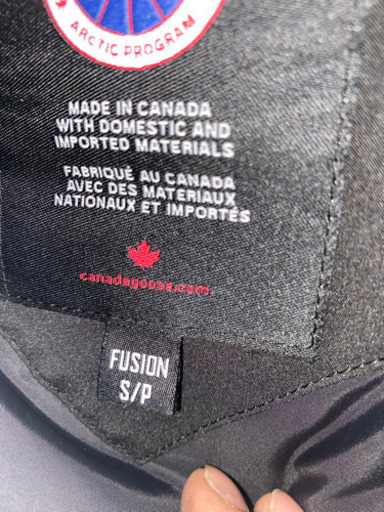 ARCTIC PROGRAM
MADE IN CANADA
WITH DOMESTIC AND
IMPORTED MATERIALS
FABRIQUÉ AU CANADA
AVEC DES MATERIAUX
NATIONAUX ET IMPORTÉS
canadagoose.com
FUSION
S/P